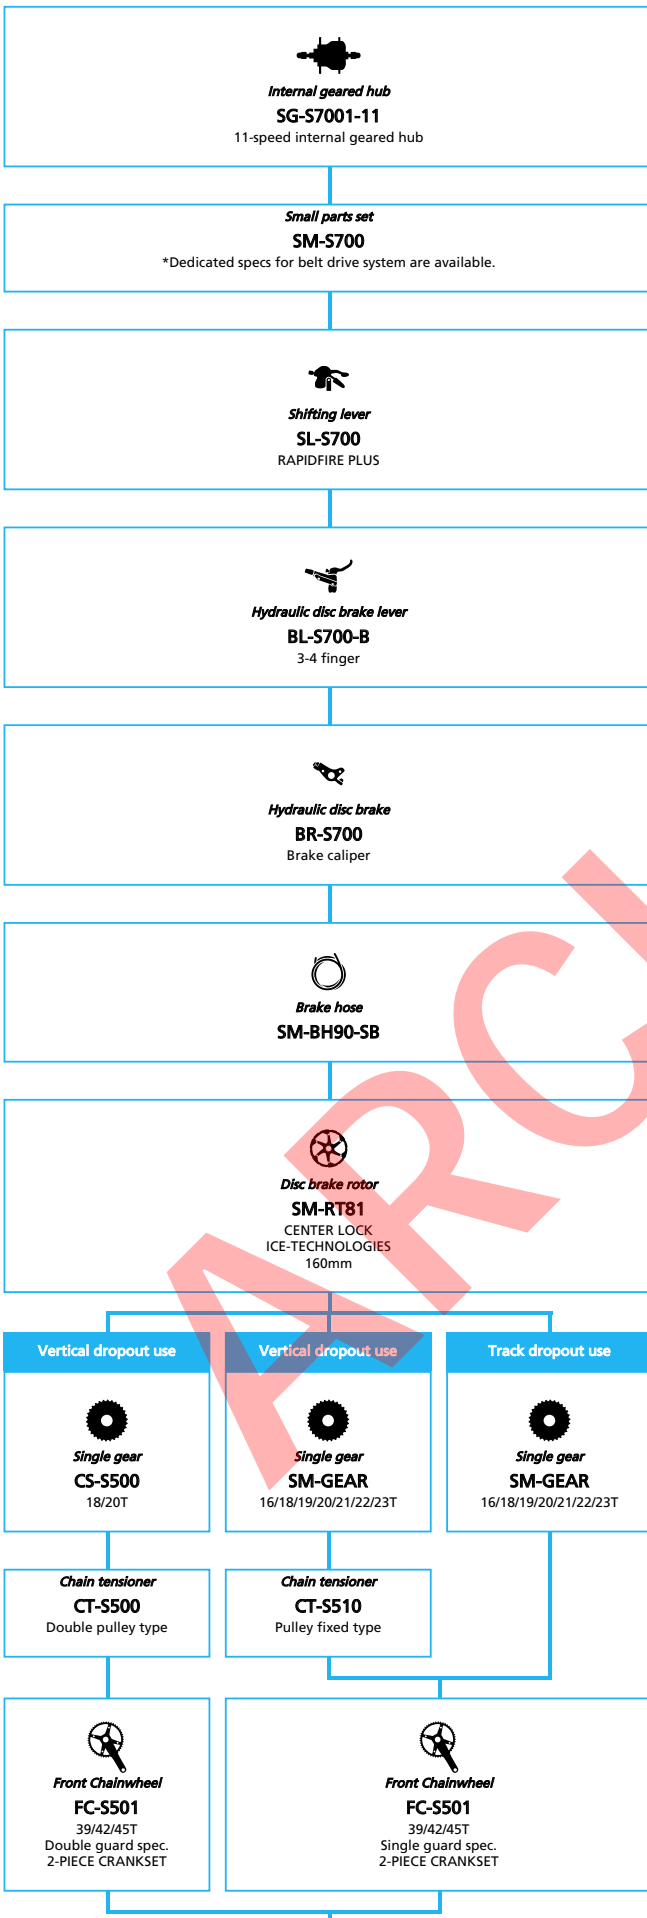 Internal geared hub
SG-S7001-11
11-speed internal geared hub
Small parts set
SM-S700
*Dedicated specs for belt drive system are available.
Shifting lever
SL-S700
RAPIDFIRE PLUS
Hydraulic disc brake lever
BL-S700-B
3-4 finger
Hydraulic disc brake
BR-S700
Brake caliper
Brake hose
SM-BH90-SB
Disc brake rotor
SM-RT81
CENTER LOCK
ICE-TECHNOLOGIES
160mm
Vertical dropout use
Single gear
CS-S500
18/20T
Chain tensioner
CT-S500
Double pulley type
Front Chainwheel
FC-S501
39/42/45T
Double guard spec.
2-PIECE CRANKSET
Vertical dropout use
Single gear
SM-GEAR
16/18/19/20/21/22/23T
Chain tensioner
CT-S510
Pulley fixed type
Track dropout use
Single gear
SM-GEAR
16/18/19/20/21/22/23T
Front Chainwheel
FC-S501
39/42/45T
Single guard spec.
2-PIECE CRANKSET
ARC